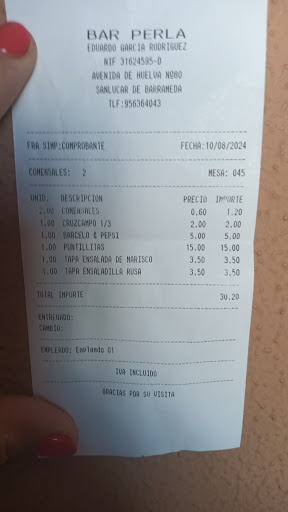 BAR PERLA
EDUARDO GARCIA RODRIGUEZ
NIF 31624595-D
AVENIDA DE HUELVA Nº80
SANLUCAR DE BARRAMEDA
TLF:956364043
FRA SIMP:COMPROBANTE FECHA:10/08/2024
COMENSALES: 2 MESA: 045
UNID. DESCRIPCION PRECIO IMPORTE
2.00 COMENSALES 0,60 1.20
1.00 CRUZCAMPO 1/3 2.00 2.00
1.00 BARCELO & PEPSI 5.00 5.00
1.00 PUNTILLITAS 15.00 15.00
1.00 TAPA ENSALADA DE MARISCO 3.50 3.50
1.00 TAPA ENSALADILLA RUSA 3.50 3.50
TOTAL IMPORTE 30.20
ENTREGADO:
CAMBIO:
EMPLEADO: Empleado 01
IVA INCLUIDO
GRACIAS POR SU VISITA